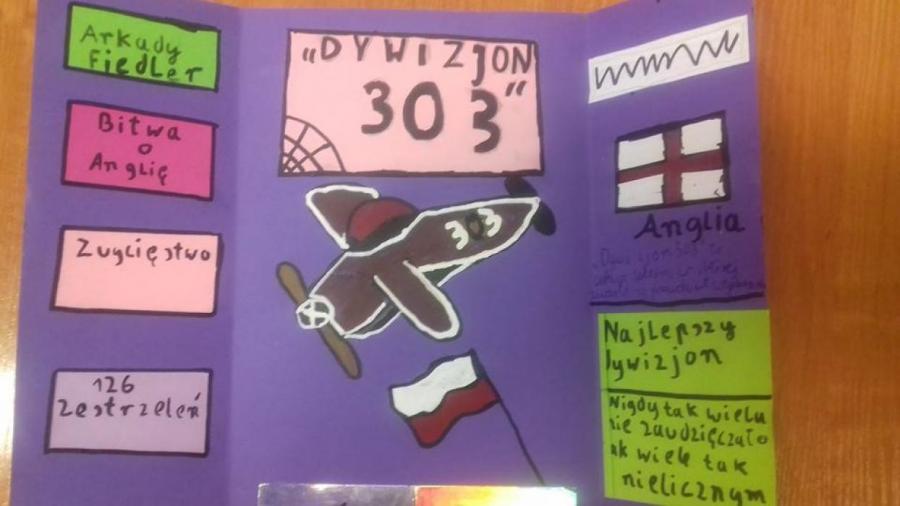 Arkady
Fiedler
Bitwa
o
Anglię
Zwycięstwo
126
Zestrzeleń
„DYWIZJON
303”
303
Anglia
Najlepszy
dywizjon
Nigdy tak wielu
nie zawdzięczało
ak wiele tak
nielicznym